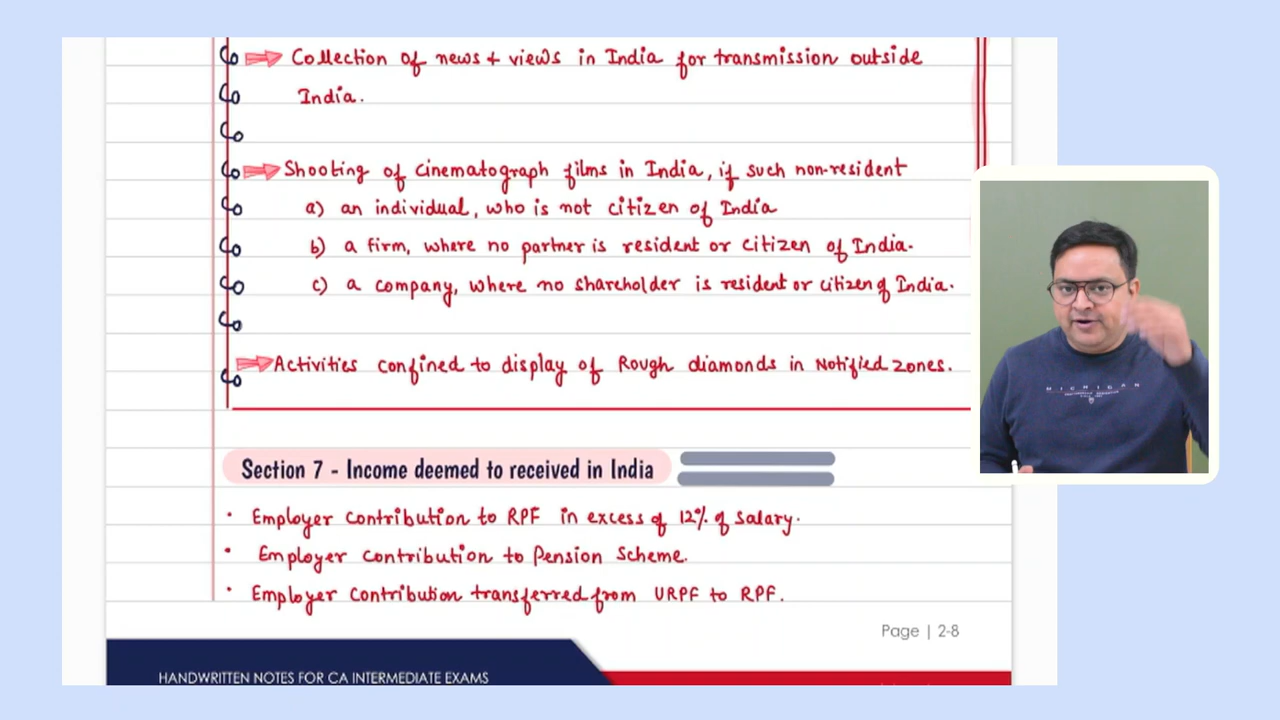 Collection of news + views in India for transmission outside
India.
Shooting of cinematograph films in India, if such non-resident
a) an individual, who is not citizen of India
b) a firm, where no partner is resident or citizen of India.
c) a company, where no shareholder is resident or citizen of India.
Activities confined to display of Rough diamonds in Notified zones.
Section 7 - Income deemed to received in India
• Employer contribution to RPF in excess of 12% of salary.
• Employer contribution to Pension Scheme.
• Employer contribution transferred from URPF to RPF.
Page | 2-8
HANDWRITTEN NOTES FOR CA INTERMEDIATE EXAMS
MICHIGAN